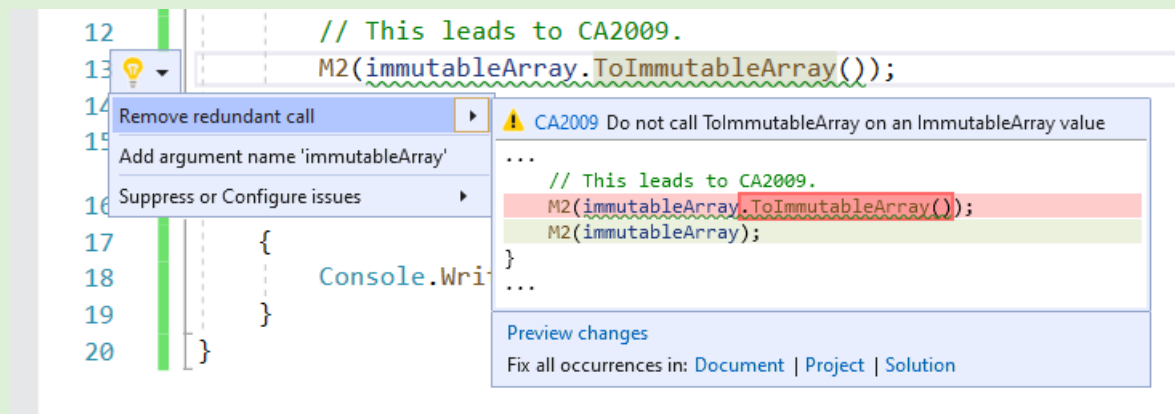 12 // This leads to CA2009.
13 M2(immutableArray.ToImmutableArray());
14
15
16
17 {
18 Console.Wri
19 }
20 }
Remove redundant call
Add argument name 'immutableArray'
Suppress or Configure issues
CA2009 Do not call ToImmutableArray on an ImmutableArray value
...
// This leads to CA2009.
M2(immutableArray.ToImmutableArray());
M2(immutableArray);
}
...
Preview changes
Fix all occurrences in: Document | Project | Solution